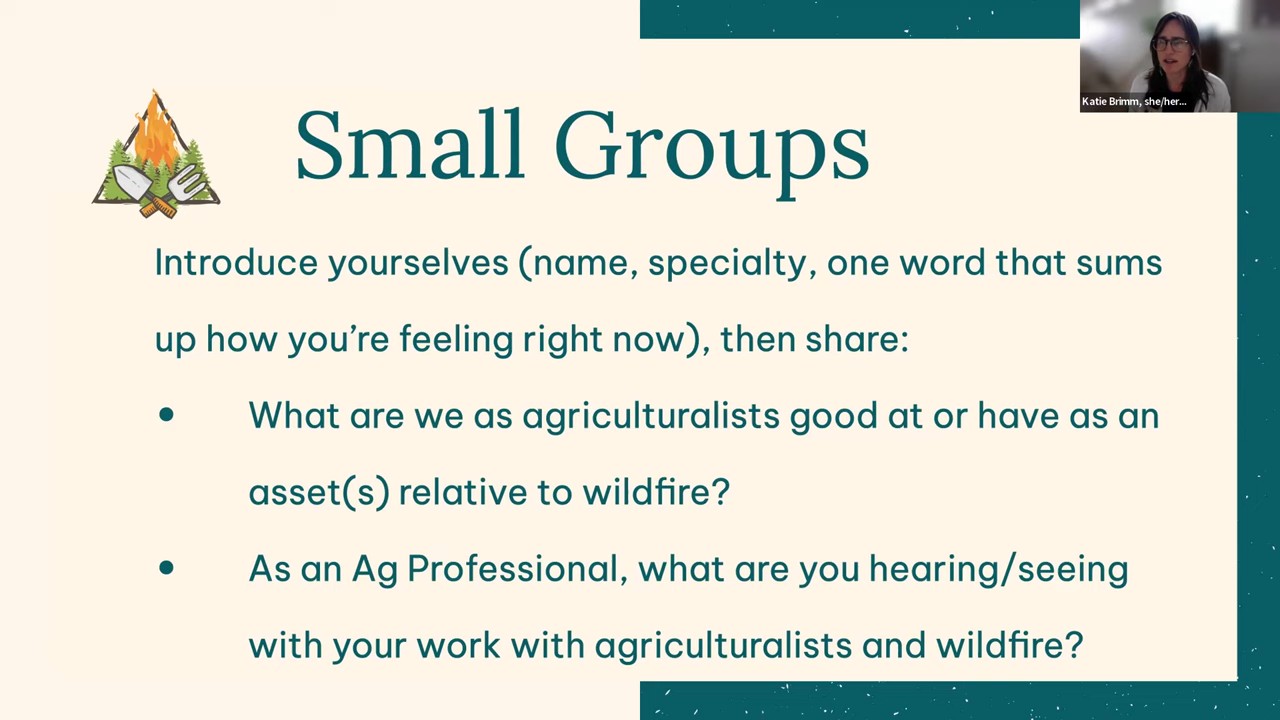 Small Groups
Katie Brimm, she/her...
Introduce yourselves (name, specialty, one word that sums
up how you’re feeling right now), then share:
• What are we as agriculturalists good at or have as an
asset(s) relative to wildfire?
• As an Ag Professional, what are you hearing/seeing
with your work with agriculturalists and wildfire?